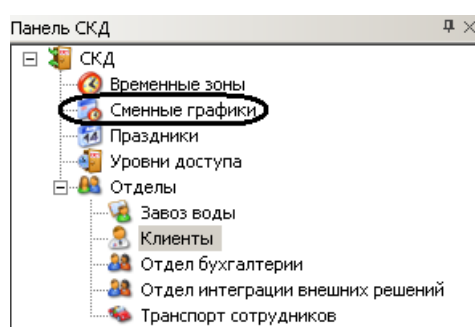 Панель СКД
СКД
Временные зоны
Сменные графики
Праздники
Уровни доступа
Отделы
Завоз воды
Клиенты
Отдел бухгалтерии
Отдел интеграции внешних решений
Транспорт сотрудников